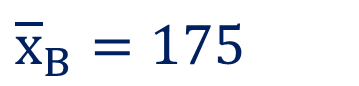 x̅_B = 175